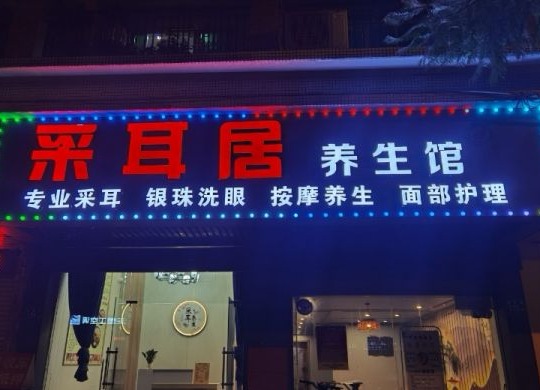 采耳居 养生馆
专业采耳 银珠洗眼 按摩养生 面部护理